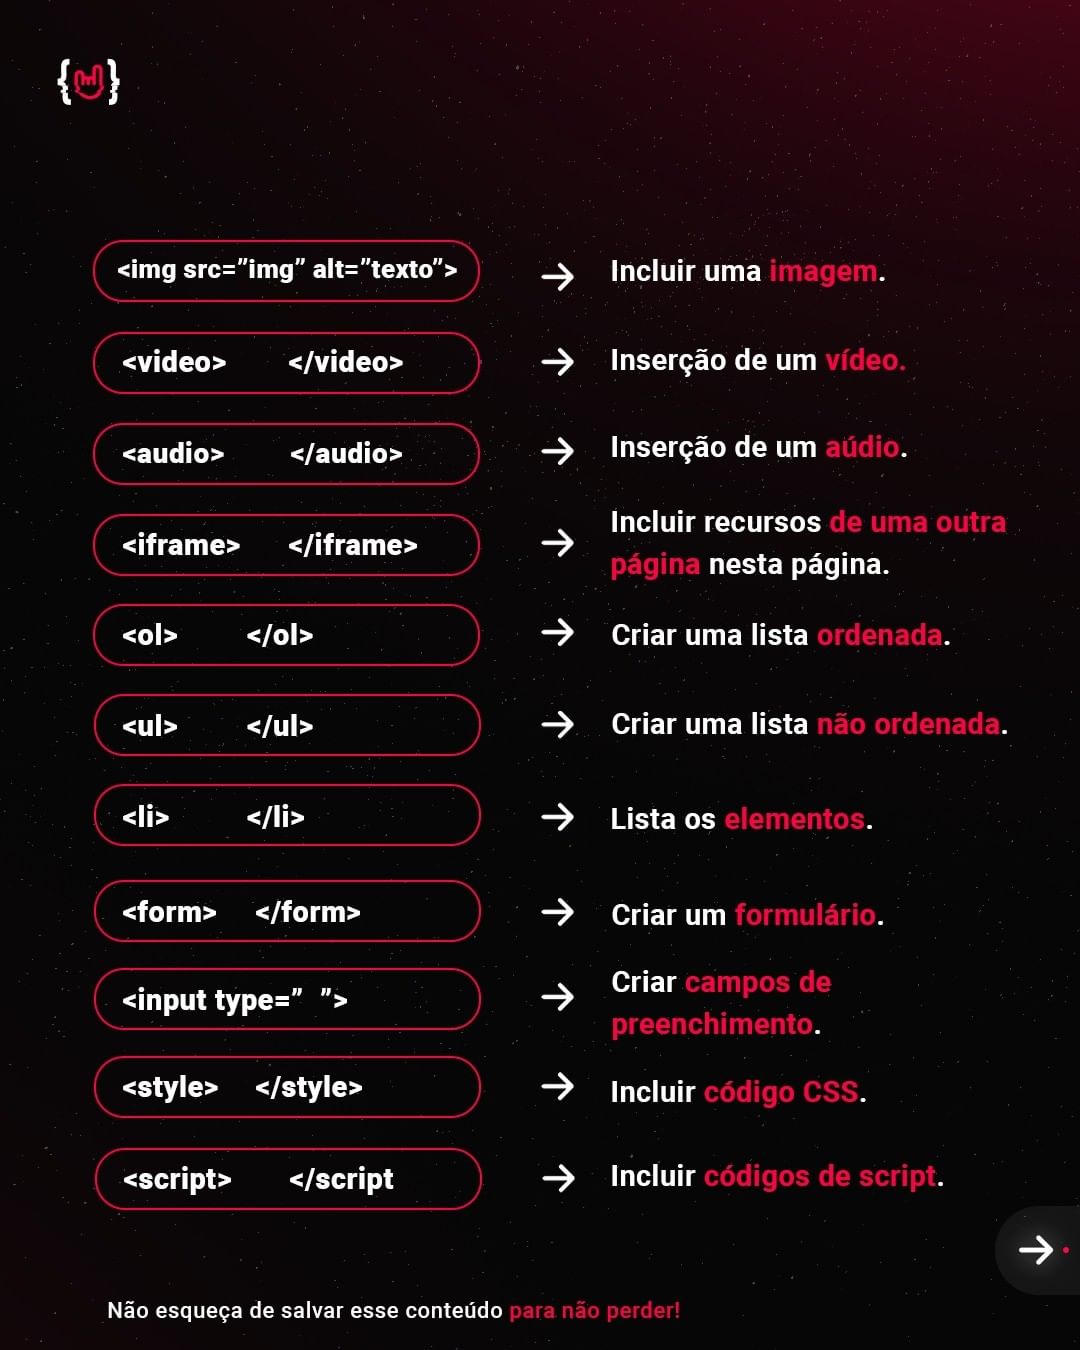 <img src=”img” alt=”texto”> → Incluir uma imagem.
<video> </video> → Inserção de um vídeo.
<audio> </audio> → Inserção de um aúdio.
<iframe> </iframe> → Incluir recursos de uma outra
página nesta página.
<ol> </ol> → Criar uma lista ordenada.
<ul> </ul> → Criar uma lista não ordenada.
<li> </li> → Lista os elementos.
<form> </form> → Criar um formulário.
<input type=” ”> → Criar campos de
preenchimento.
<style> </style> → Incluir código CSS.
<script> </script → Incluir códigos de script.
Não esqueça de salvar esse conteúdo para não perder!